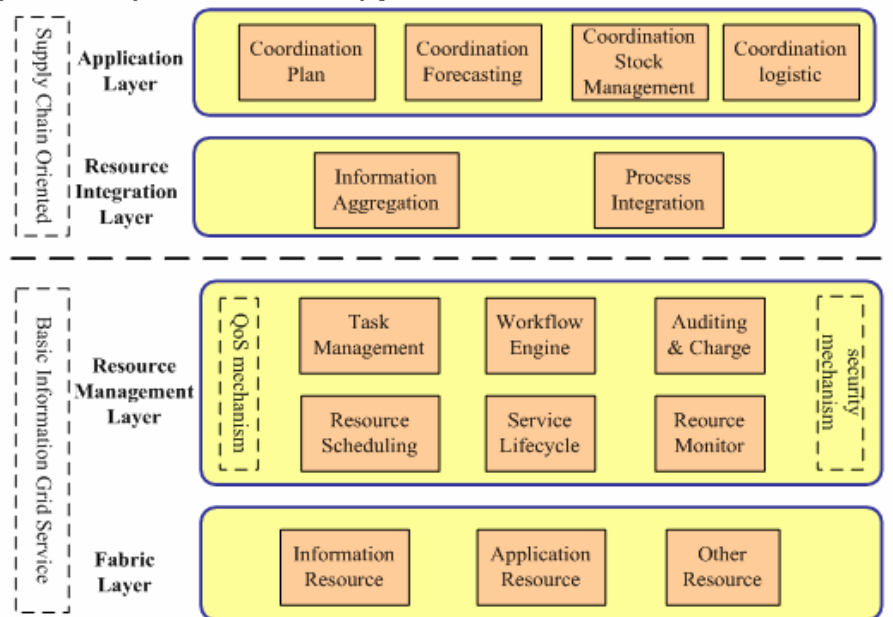 Supply Chain Oriented
Application
Layer
Coordination
Plan
Coordination
Forecasting
Coordination
Stock
Management
Coordination
logistic
Resource
Integration
Layer
Information
Aggregation
Process
Integration
Basic Information Grid Service
Resource
Management
Layer
QoS mechanism
Task
Management
Workflow
Engine
Auditing
& Charge
Resource
Scheduling
Service
Lifecycle
Reource
Monitor
security
mechanism
Fabric
Layer
Information
Resource
Application
Resource
Other
Resource